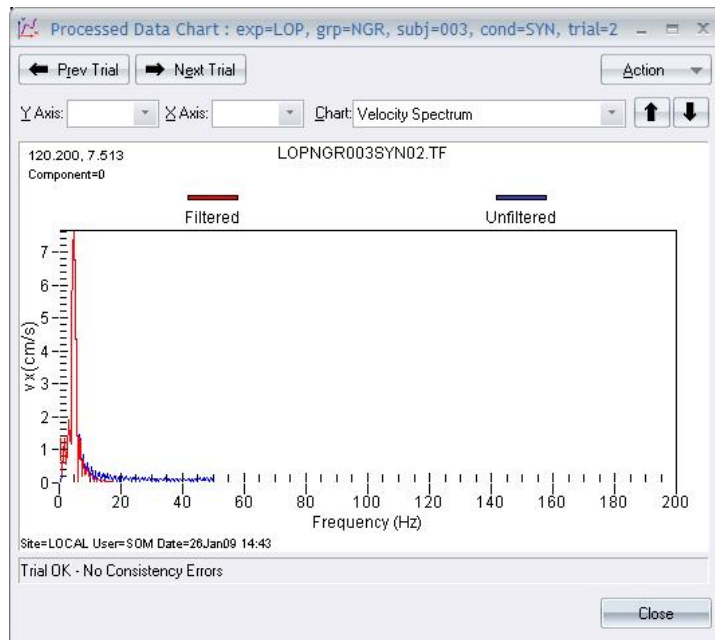 Processed Data Chart : exp=LOP, grp=NGR, subj=003, cond=SYN, trial=2
Prev Trial Next Trial Action
Y Axis: X Axis: Chart: Velocity Spectrum
120.200, 7.513 LOPNGR003SYN02.TF
Component=0
Filtered Unfiltered
7
6
5
4
3
2
1
0
vx(cm/s)
0 20 40 60 80 100 120 140 160 180 200
Frequency (Hz)
Site=LOCAL User=SOM Date=26Jan09 14:43
Trial OK - No Consistency Errors
Close